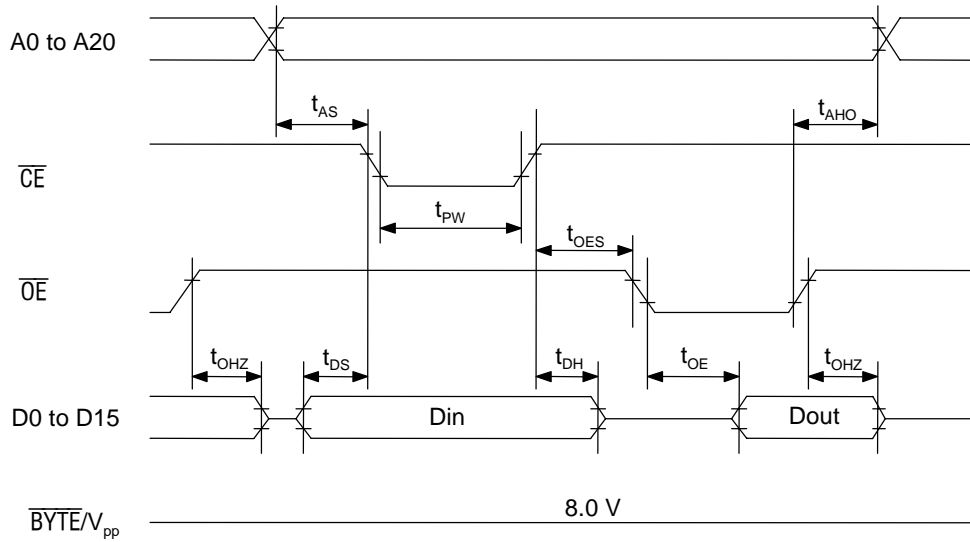 A0 to A20
tAS
tAHO
CE
tPW
tOES
OE
tOHZ
tDS
tDH
tOE
tOHZ
D0 to D15
Din
Dout
8.0 V
BYTE/Vpp